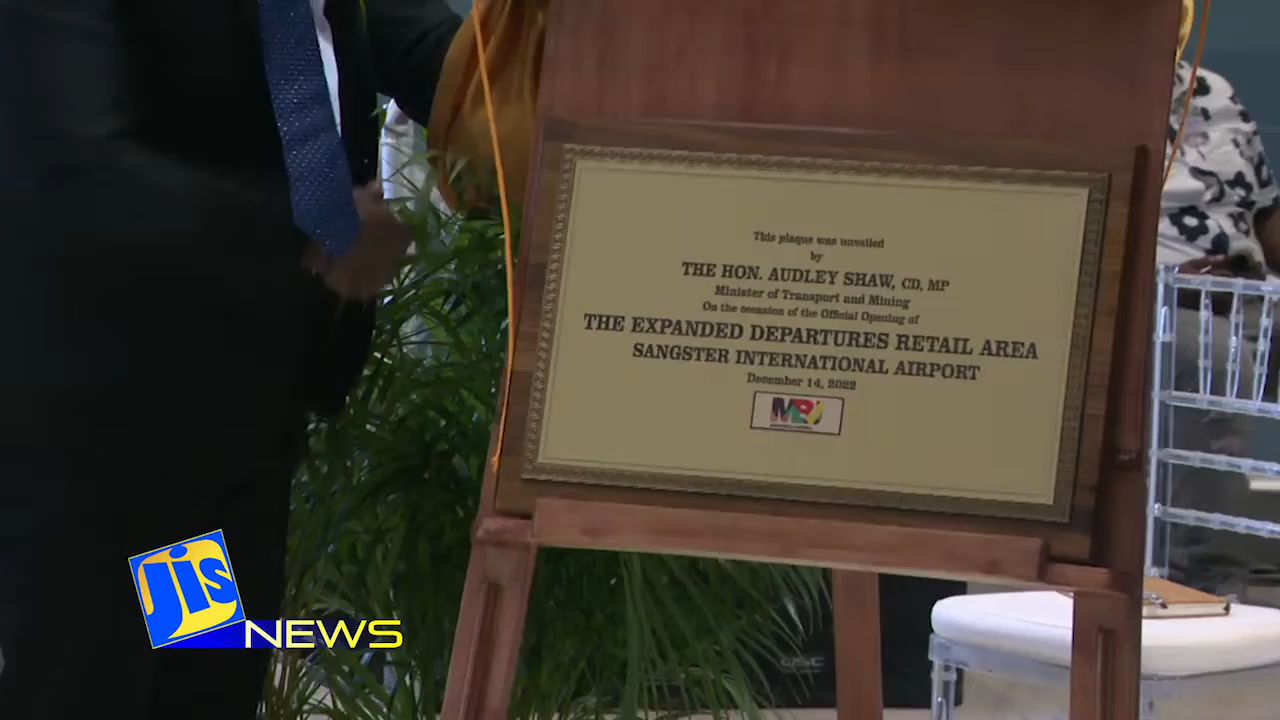 This plaque was unveiled
by
THE HON. AUDLEY SHAW, CD, MP
Minister of Transport and Mining
On the occasion of the Official Opening of
THE EXPANDED DEPARTURES RETAIL AREA
SANGSTER INTERNATIONAL AIRPORT
December 14, 2022
MBJ
jis
NEWS
QSC